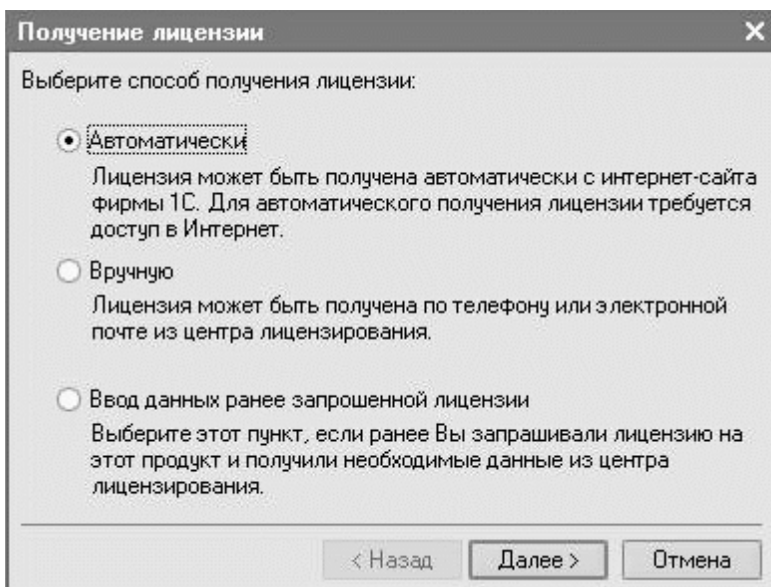 Получение лицензии
Выберите способ получения лицензии:
Автоматически
Лицензия может быть получена автоматически с интернет-сайта
фирмы 1С. Для автоматического получения лицензии требуется
доступ в Интернет.
Вручную
Лицензия может быть получена по телефону или электронной
почте из центра лицензирования.
Ввод данных ранее запрошенной лицензии
Выберите этот пункт, если ранее Вы запрашивали лицензию на
этот продукт и получили необходимые данные из центра
лицензирования.
< Назад Далее > Отмена